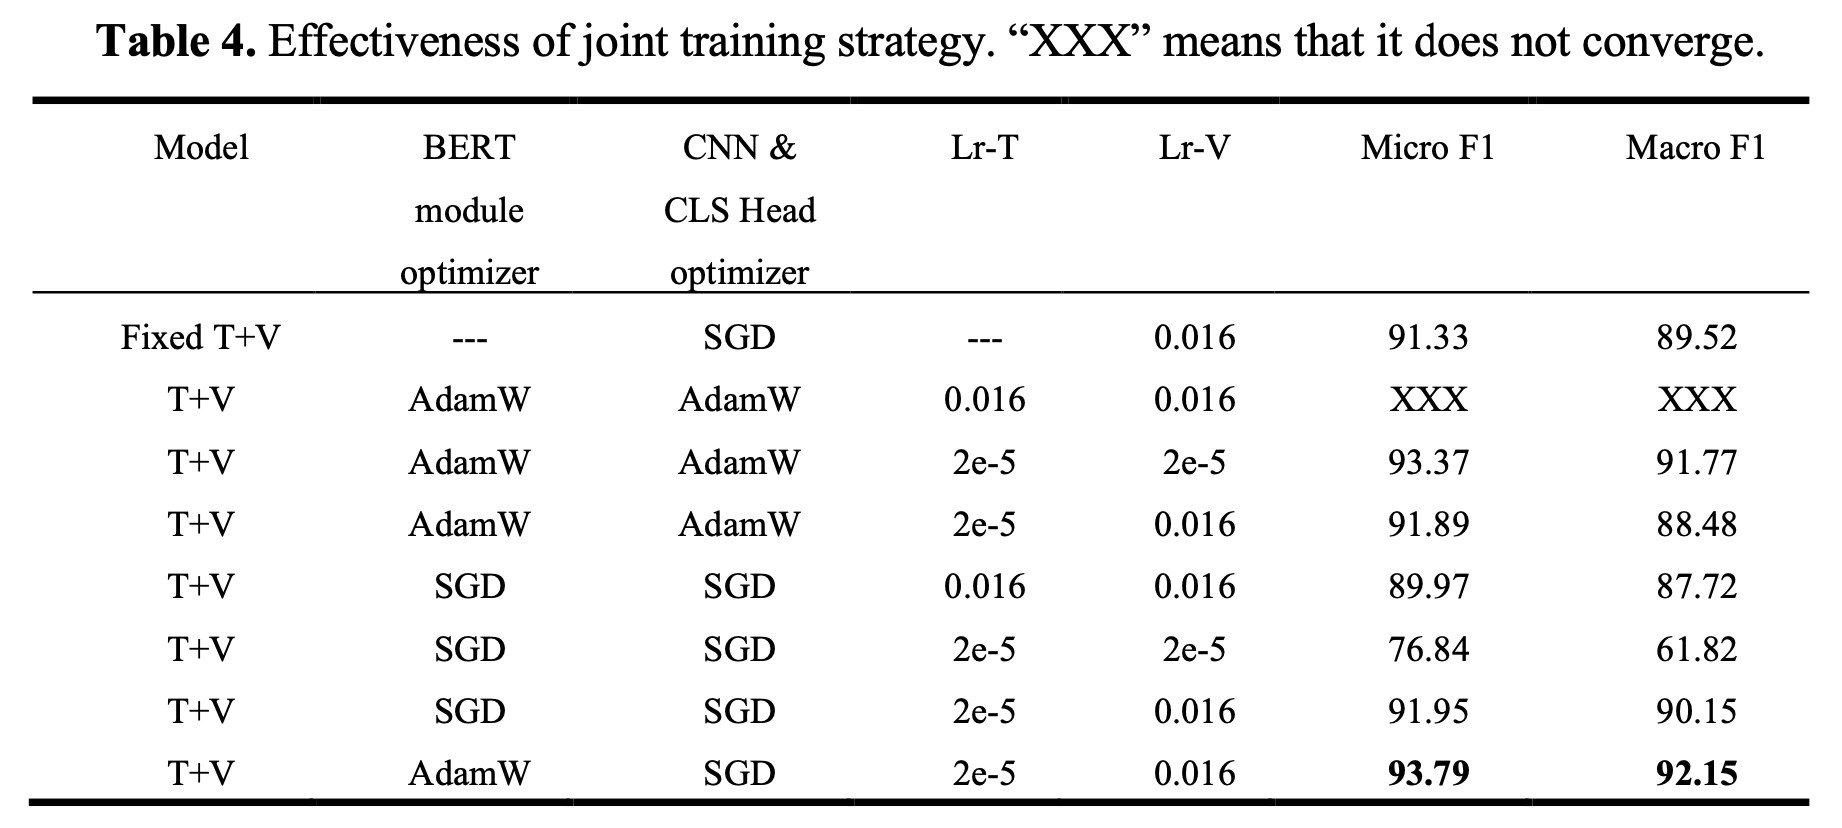 Table 4. Effectiveness of joint training strategy. “XXX” means that it does not converge.
Model BERT CNN & Lr-T Lr-V Micro F1 Macro F1
module CLS Head
optimizer optimizer
Fixed T+V --- SGD --- 0.016 91.33 89.52
T+V AdamW AdamW 0.016 0.016 XXX XXX
T+V AdamW AdamW 2e-5 2e-5 93.37 91.77
T+V AdamW AdamW 2e-5 0.016 91.89 88.48
T+V SGD SGD 0.016 0.016 89.97 87.72
T+V SGD SGD 2e-5 2e-5 76.84 61.82
T+V SGD SGD 2e-5 0.016 91.95 90.15
T+V AdamW SGD 2e-5 0.016 93.79 92.15